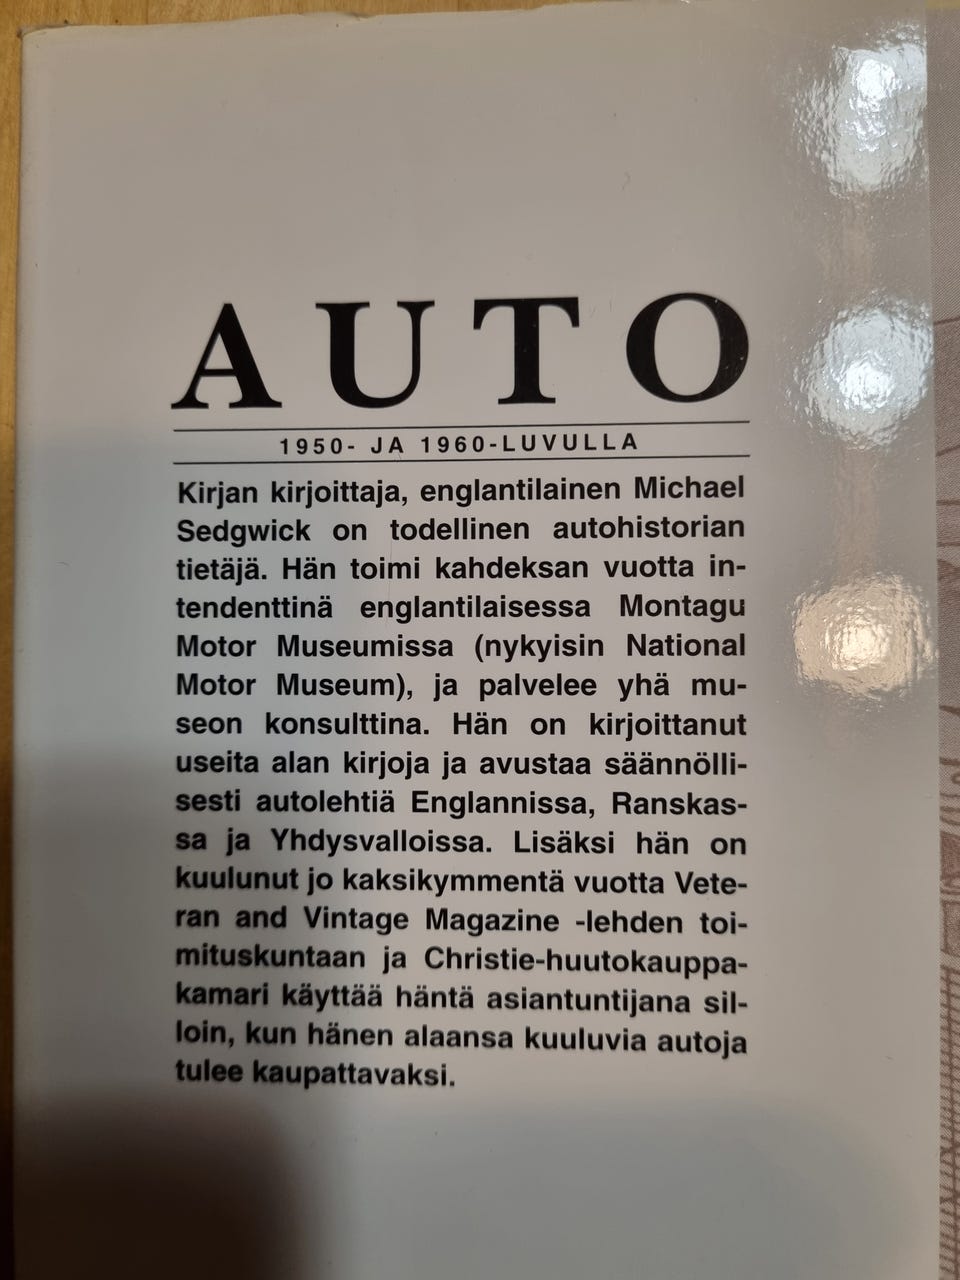 AUTO
1950- JA 1960-LUVULLA
Kirjan kirjoittaja, englantilainen Michael
Sedgwick on todellinen autohistorian
tietäjä. Hän toimi kahdeksan vuotta in-
tendenttinä englantilaisessa Montagu
Motor Museumissa (nykyisin National
Motor Museum), ja palvelee yhä mu-
seon konsulttina. Hän on kirjoittanut
useita alan kirjoja ja avustaa säännölli-
sesti autolehtiä Englannissa, Ranskas-
sa ja Yhdysvalloissa. Lisäksi hän on
kuulunut jo kaksikymmentä vuotta Vete-
ran and Vintage Magazine -lehden toi-
mituskuntaan ja Christie-huutokauppa-
kamari käyttää häntä asiantuntijana sil-
loin, kun hänen alaansa kuuluvia autoja
tulee kaupattavaksi.